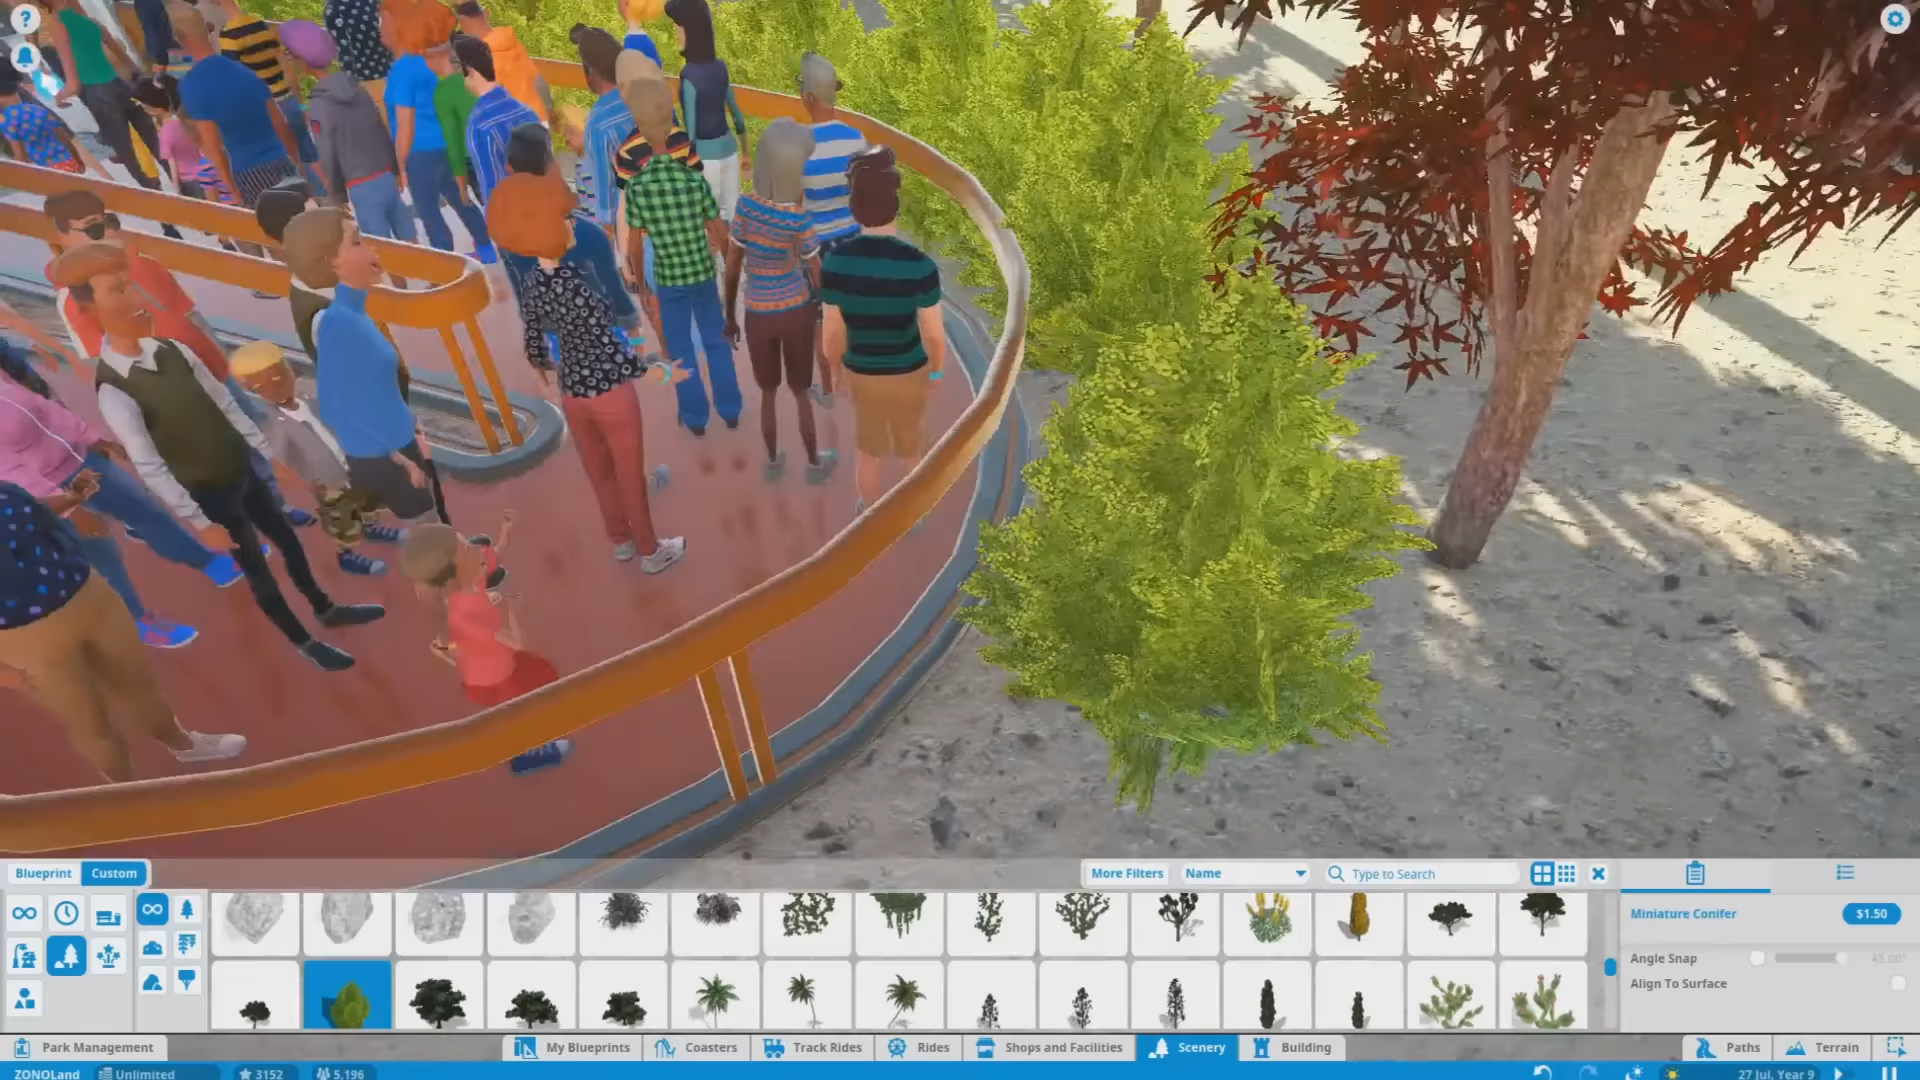 ?
Blueprint Custom
More Filters Name Type to Search
Miniature Conifer $1.50
Angle Snap 45.00°
Align To Surface
Park Management My Blueprints Coasters Track Rides Rides Shops and Facilities Scenery Building Paths Terrain
ZONOLand Unlimited 3152 5,196 27 Jul, Year 9